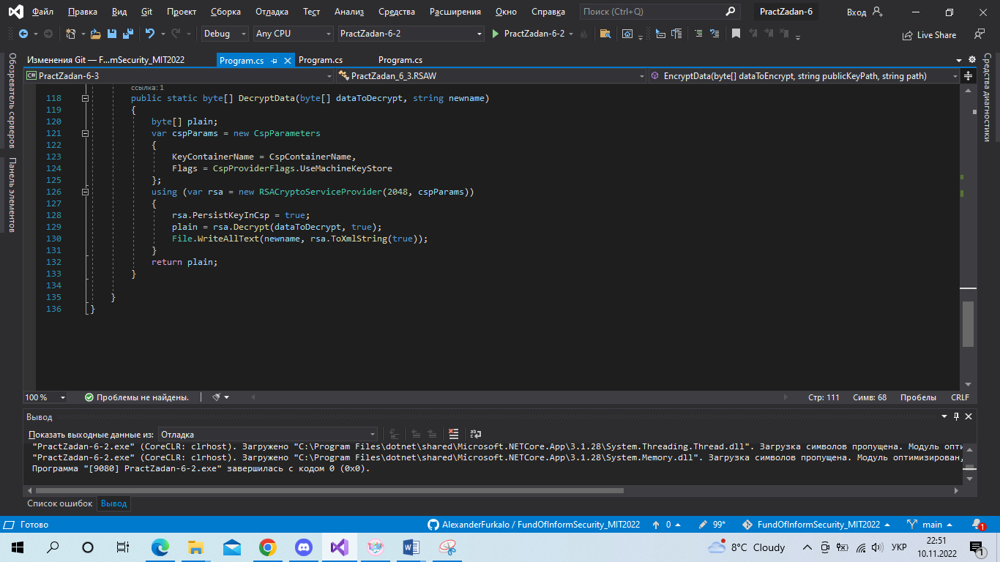 Файл Правка Вид Git Проект Сборка Отладка Тест Анализ Средства Расширения Окно Справка Поиск (Ctrl+Q) PractZadan-6 Вход
Debug Any CPU PractZadan-6-2 PractZadan-6-2 Live Share
Обозреватель серверов
Панель элементов
Средства диагностики
Изменения Git — F...mSecurity_MIT2022 Program.cs Program.cs Program.cs
C# PractZadan-6-3 PractZadan_6_3.RSAW EncryptData(byte[] dataToEncrypt, string publicKeyPath, string path)
ссылка: 1
118 public static byte[] DecryptData(byte[] dataToDecrypt, string newname)
119 {
120 byte[] plain;
121 var cspParams = new CspParameters
122 {
123 KeyContainerName = CspContainerName,
124 Flags = CspProviderFlags.UseMachineKeyStore
125 };
126 using (var rsa = new RSACryptoServiceProvider(2048, cspParams))
127 {
128 rsa.PersistKeyInCsp = true;
129 plain = rsa.Decrypt(dataToDecrypt, true);
130 File.WriteAllText(newname, rsa.ToXmlString(true));
131 }
132 return plain;
133 }
134
135 }
136 }
100 % Проблемы не найдены. Стр: 111 Симв: 68 Пробелы CRLF
Вывод
Показать выходные данные из: Отладка
"PractZadan-6-2.exe" (CoreCLR: clrhost). Загружено "C:\Program Files\dotnet\shared\Microsoft.NETCore.App\3.1.28\System.Threading.Thread.dll". Загрузка символов пропущена. Модуль опти
"PractZadan-6-2.exe" (CoreCLR: clrhost). Загружено "C:\Program Files\dotnet\shared\Microsoft.NETCore.App\3.1.28\System.Memory.dll". Загрузка символов пропущена. Модуль оптимизирован,
Программа "[9080] PractZadan-6-2.exe" завершилась с кодом 0 (0x0).
Список ошибок Вывод
Готово AlexanderFurkalo / FundOfInformSecurity_MIT2022 0 99* FundOfInformSecurity_MIT2022 main 1
8°C Cloudy УКР 22:51
10.11.2022 1